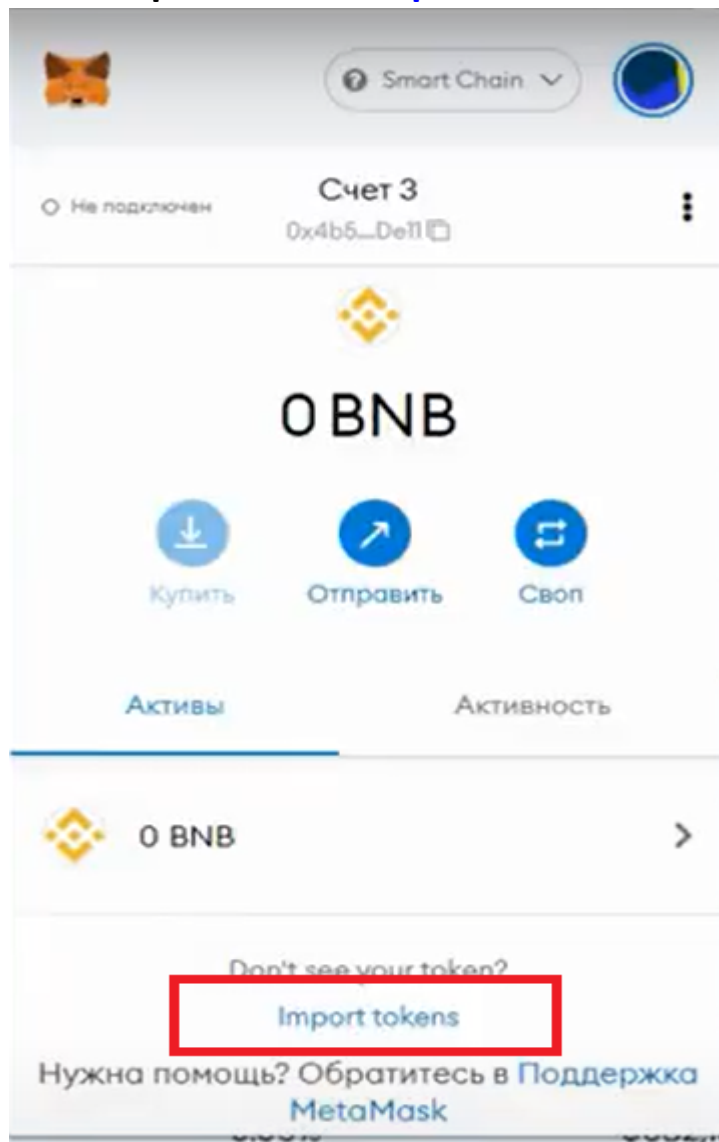 Smart Chain
Не подключен
Счет 3
0x4b5...De11
0 BNB
Купить
Отправить
Своп
Активы
Активность
0 BNB
Don't see your token?
Import tokens
Нужна помощь? Обратитесь в Поддержка
MetaMask